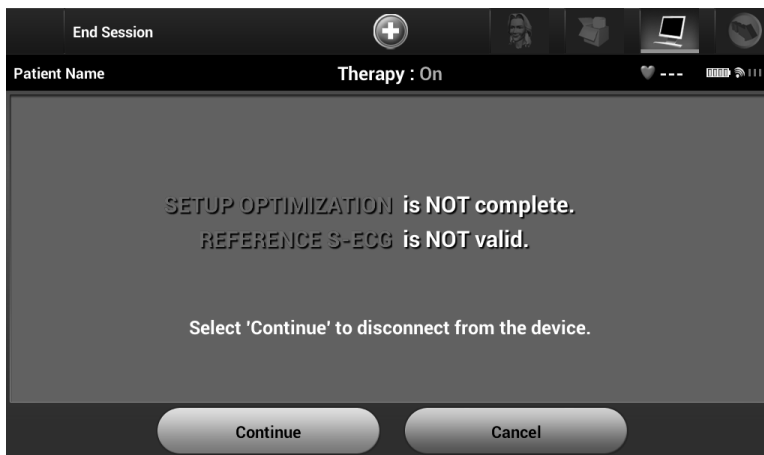 End Session
Patient Name
Therapy : On
---
SETUP OPTIMIZATION is NOT complete.
REFERENCE S-ECG is NOT valid.
Select 'Continue' to disconnect from the device.
Continue
Cancel